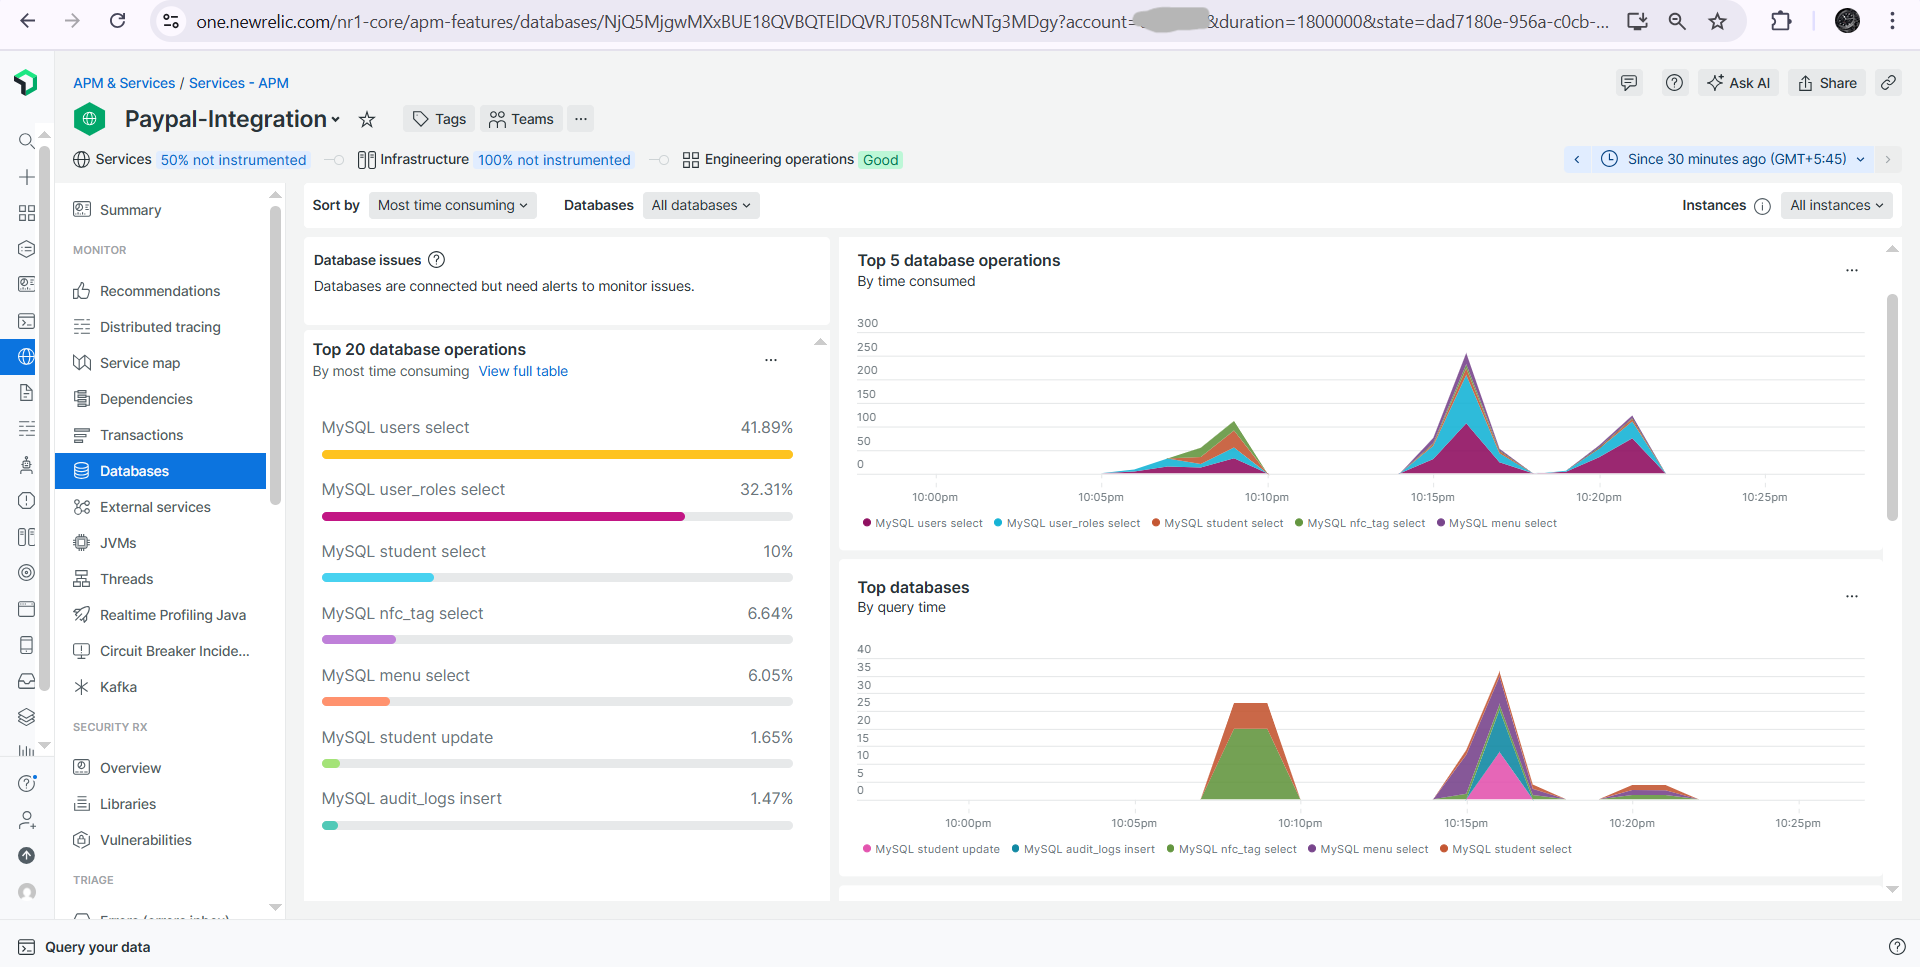 one.newrelic.com/nr1-core/apm-features/databases/NjQ5MjgwMXxBUE18QVBQTElDQVRJT058NTcwNTg3MDgy?account= &duration=1800000&state=dad7180e-956a-c0cb-...
APM & Services / Services - APM
Ask AI
Share
Paypal-Integration
Tags
Teams
...
Services 50% not instrumented
Infrastructure 100% not instrumented
Engineering operations Good
Since 30 minutes ago (GMT+5:45)
Summary
MONITOR
Recommendations
Distributed tracing
Service map
Dependencies
Transactions
Databases
External services
JVMs
Threads
Realtime Profiling Java
Circuit Breaker Incide...
Kafka
SECURITY RX
Overview
Libraries
Vulnerabilities
TRIAGE
Errors (errors inbox)
Sort by Most time consuming
Databases All databases
Instances All instances
Database issues
Databases are connected but need alerts to monitor issues.
Top 20 database operations
...
By most time consuming View full table
MySQL users select 41.89%
MySQL user_roles select 32.31%
MySQL student select 10%
MySQL nfc_tag select 6.64%
MySQL menu select 6.05%
MySQL student update 1.65%
MySQL audit_logs insert 1.47%
Top 5 database operations
...
By time consumed
300
250
200
150
100
50
0
10:00pm 10:05pm 10:10pm 10:15pm 10:20pm 10:25pm
MySQL users select MySQL user_roles select MySQL student select MySQL nfc_tag select MySQL menu select
Top databases
...
By query time
40
35
30
25
20
15
10
5
0
10:00pm 10:05pm 10:10pm 10:15pm 10:20pm 10:25pm
MySQL student update MySQL audit_logs insert MySQL nfc_tag select MySQL menu select MySQL student select
Query your data